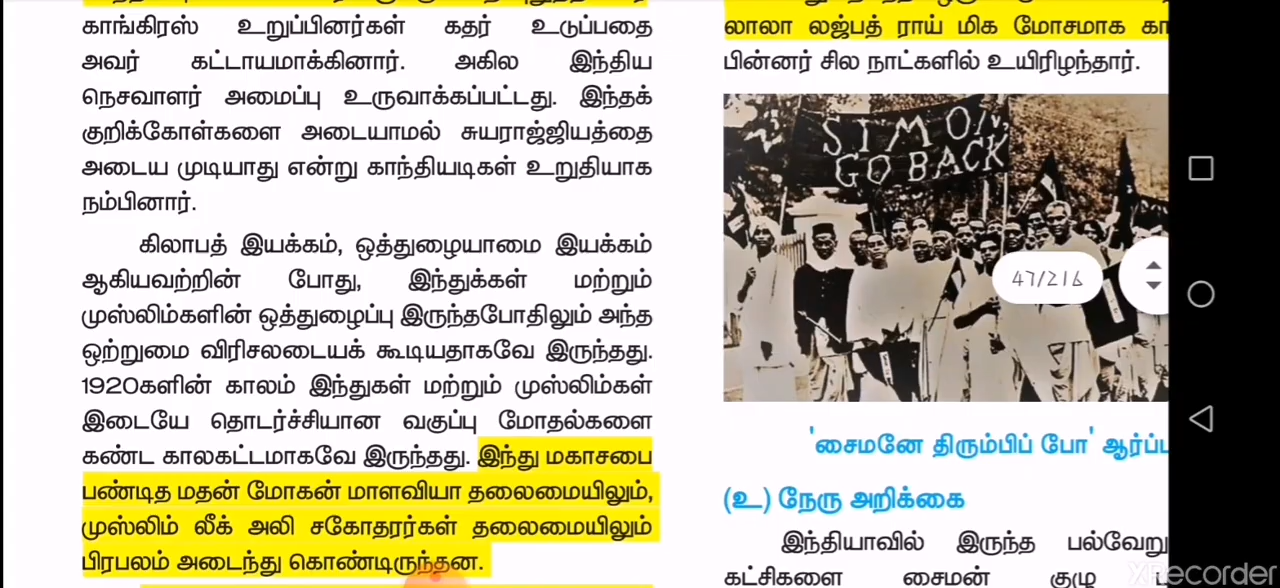 காங்கிரஸ் உறுப்பினர்கள் கதர் உடுப்பதை
அவர் கட்டாயமாக்கினார். அகில இந்திய
நெசவாளர் அமைப்பு உருவாக்கப்பட்டது. இந்தக்
குறிக்கோள்களை அடையாமல் சுயராஜ்ஜியத்தை
அடைய முடியாது என்று காந்தியடிகள் உறுதியாக
நம்பினார்.
கிலாபத் இயக்கம், ஒத்துழையாமை இயக்கம்
ஆகியவற்றின் போது, இந்துக்கள் மற்றும்
முஸ்லிம்களின் ஒத்துழைப்பு இருந்தபோதிலும் அந்த
ஒற்றுமை விரிசலடையக் கூடியதாகவே இருந்தது.
1920களின் காலம் இந்துகள் மற்றும் முஸ்லிம்கள்
இடையே தொடர்ச்சியான வகுப்பு மோதல்களை
கண்ட காலகட்டமாகவே இருந்தது. இந்து மகாசபை
பண்டித மதன் மோகன் மாளவியா தலைமையிலும்,
முஸ்லிம் லீக் அலி சகோதரர்கள் தலைமையிலும்
பிரபலம் அடைந்து கொண்டிருந்தன.
லாலா லஜ்பத் ராய் மிக மோசமாக கா
பின்னர் சில நாட்களில் உயிரிழந்தார்.
SIMON
GO BACK
47/216
'சைமனே திரும்பிப் போ' ஆர்ப்ப
(உ) நேரு அறிக்கை
இந்தியாவில் இருந்த பல்வேறு
கட்சிகளை சைமன் குழு
XRecorder